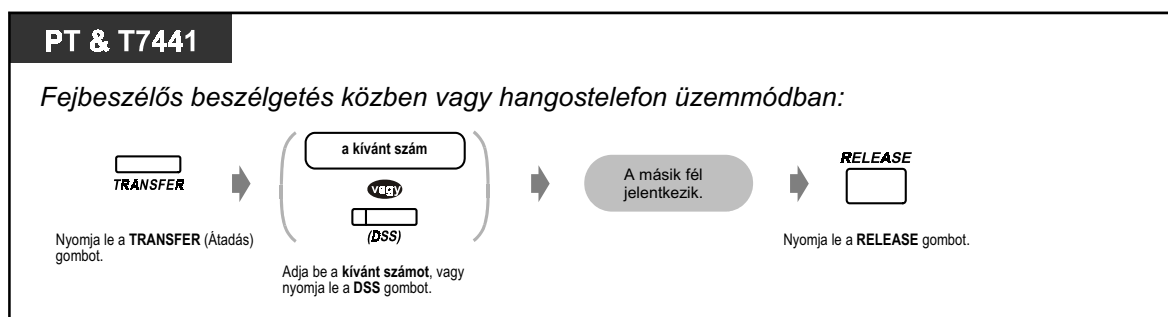 PT & T7441
Fejbeszélős beszélgetés közben vagy hangostelefon üzemmódban:
TRANSFER
Nyomja le a TRANSFER (Átadás)
gombot.
a kívánt szám
vagy
(DSS)
Adja be a kívánt számot, vagy
nyomja le a DSS gombot.
A másik fél
jelentkezik.
RELEASE
Nyomja le a RELEASE gombot.